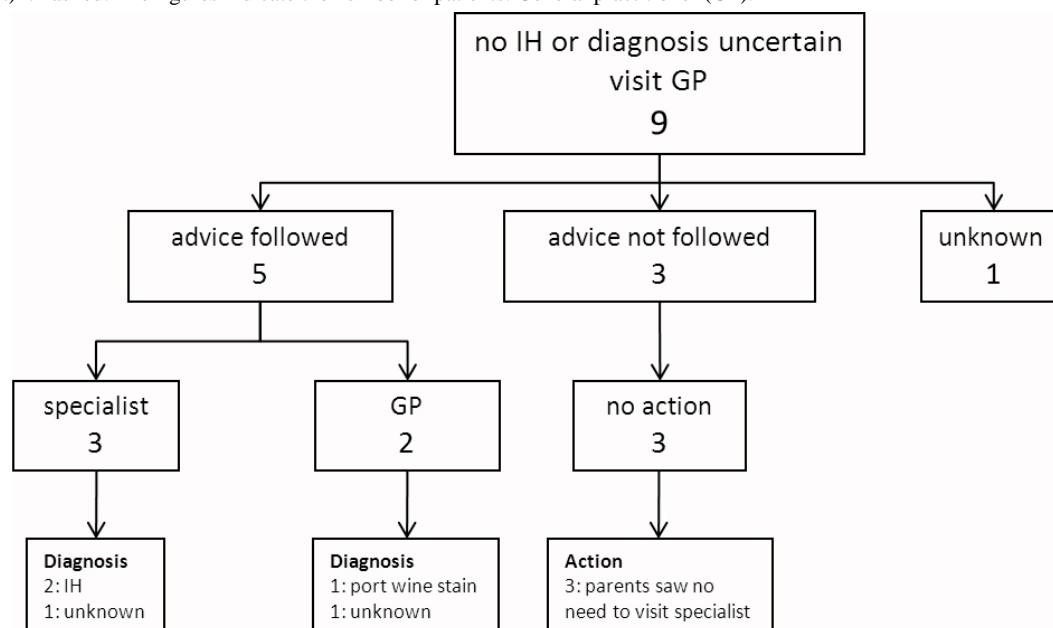 no IH or diagnosis uncertain
visit GP
9
advice followed
5
advice not followed
3
unknown
1
specialist
3
GP
2
no action
3
Diagnosis
2: IH
1: unknown
Diagnosis
1: port wine stain
1: unknown
Action
3: parents saw no
need to visit specialist